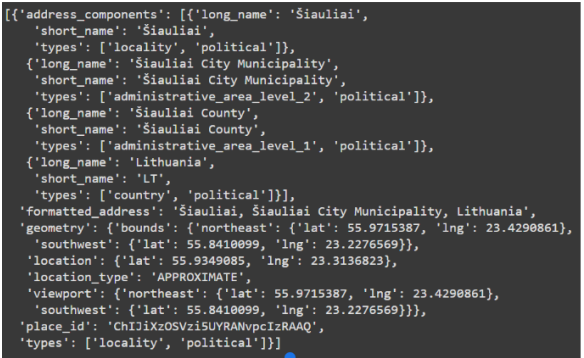 [{'address_components': [{'long_name': 'Šiauliai',
'short_name': 'Šiauliai',
'types': ['locality', 'political']},
{'long_name': 'Šiauliai City Municipality',
'short_name': 'Šiauliai City Municipality',
'types': ['administrative_area_level_2', 'political']},
{'long_name': 'Šiauliai County',
'short_name': 'Šiauliai County',
'types': ['administrative_area_level_1', 'political']},
{'long_name': 'Lithuania',
'short_name': 'LT',
'types': ['country', 'political']}],
'formatted_address': 'Šiauliai, Šiauliai City Municipality, Lithuania',
'geometry': {'bounds': {'northeast': {'lat': 55.9715387, 'lng': 23.4290861},
'southwest': {'lat': 55.8410099, 'lng': 23.2276569}},
'location': {'lat': 55.9349085, 'lng': 23.3136823},
'location_type': 'APPROXIMATE',
'viewport': {'northeast': {'lat': 55.9715387, 'lng': 23.4290861},
'southwest': {'lat': 55.8410099, 'lng': 23.2276569}}},
'place_id': 'ChIJiXzOSVzi5UYRANvpcIzRAAQ',
'types': ['locality', 'political']}]